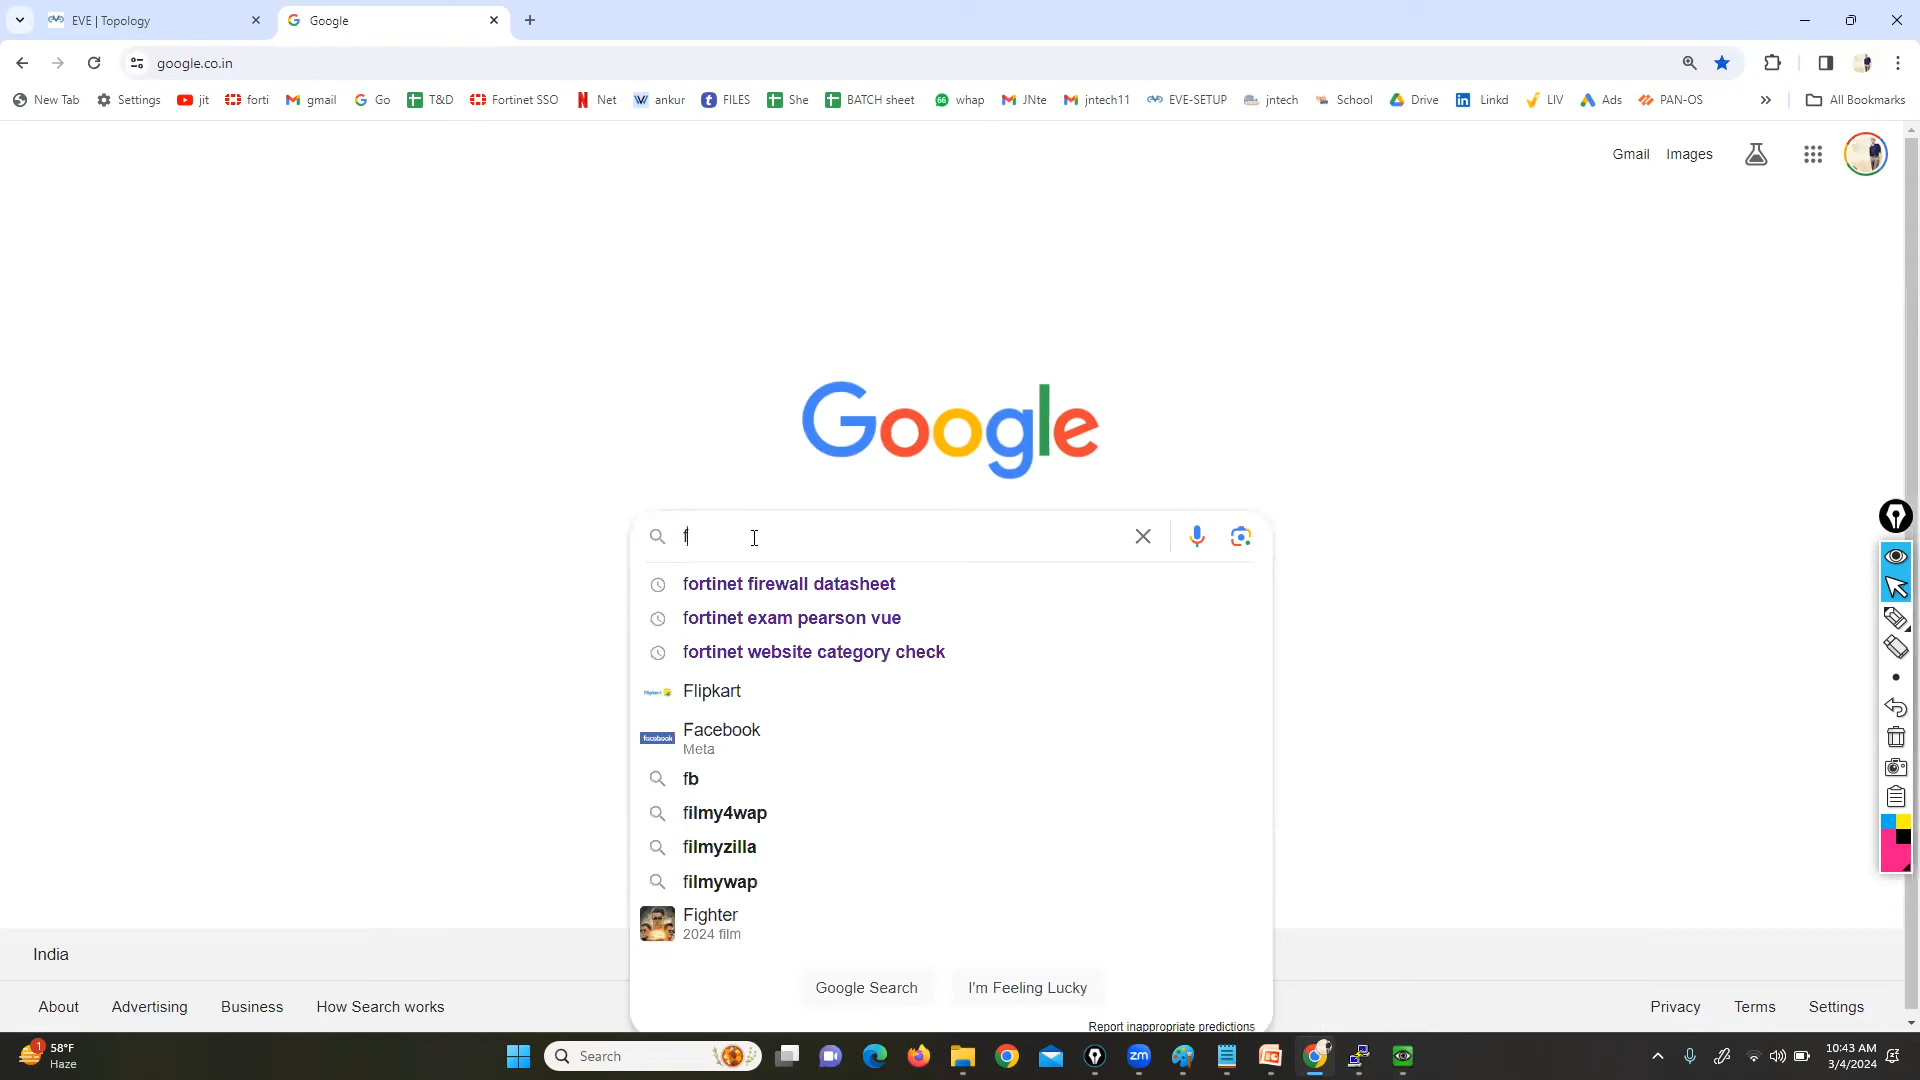 EVE | Topology
Google
google.co.in
New Tab
Settings
jit
forti
gmail
Go
T&D
Fortinet SSO
Net
ankur
FILES
She
BATCH sheet
whap
JNte
jntech11
EVE-SETUP
jntech
School
Drive
Linkd
LIV
Ads
PAN-OS
All Bookmarks
Gmail
Images
Google
f
fortinet firewall datasheet
fortinet exam pearson vue
fortinet website category check
Flipkart
facebook
Facebook
Meta
fb
filmy4wap
filmyzilla
filmywap
Fighter
2024 film
Google Search
I'm Feeling Lucky
Report inappropriate predictions
India
About
Advertising
Business
How Search works
Privacy
Terms
Settings
1
58°F
Haze
Search
zm
10:43 AM
3/4/2024